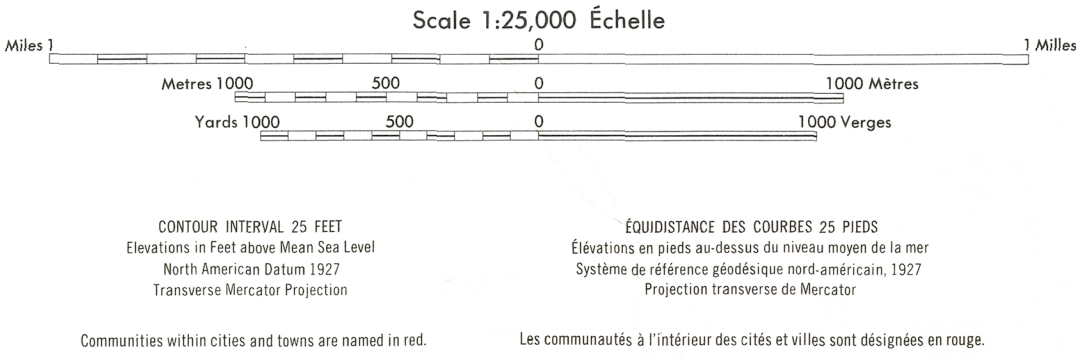 Scale 1:25,000 Échelle
Miles 1 0 1 Milles
Metres 1000 500 0 1000 Mètres
Yards 1000 500 0 1000 Verges
CONTOUR INTERVAL 25 FEET
Elevations in Feet above Mean Sea Level
North American Datum 1927
Transverse Mercator Projection
Communities within cities and towns are named in red.
ÉQUIDISTANCE DES COURBES 25 PIEDS
Élévations en pieds au-dessus du niveau moyen de la mer
Système de référence géodésique nord-américain, 1927
Projection transverse de Mercator
Les communautés à l'intérieur des cités et villes sont désignées en rouge.